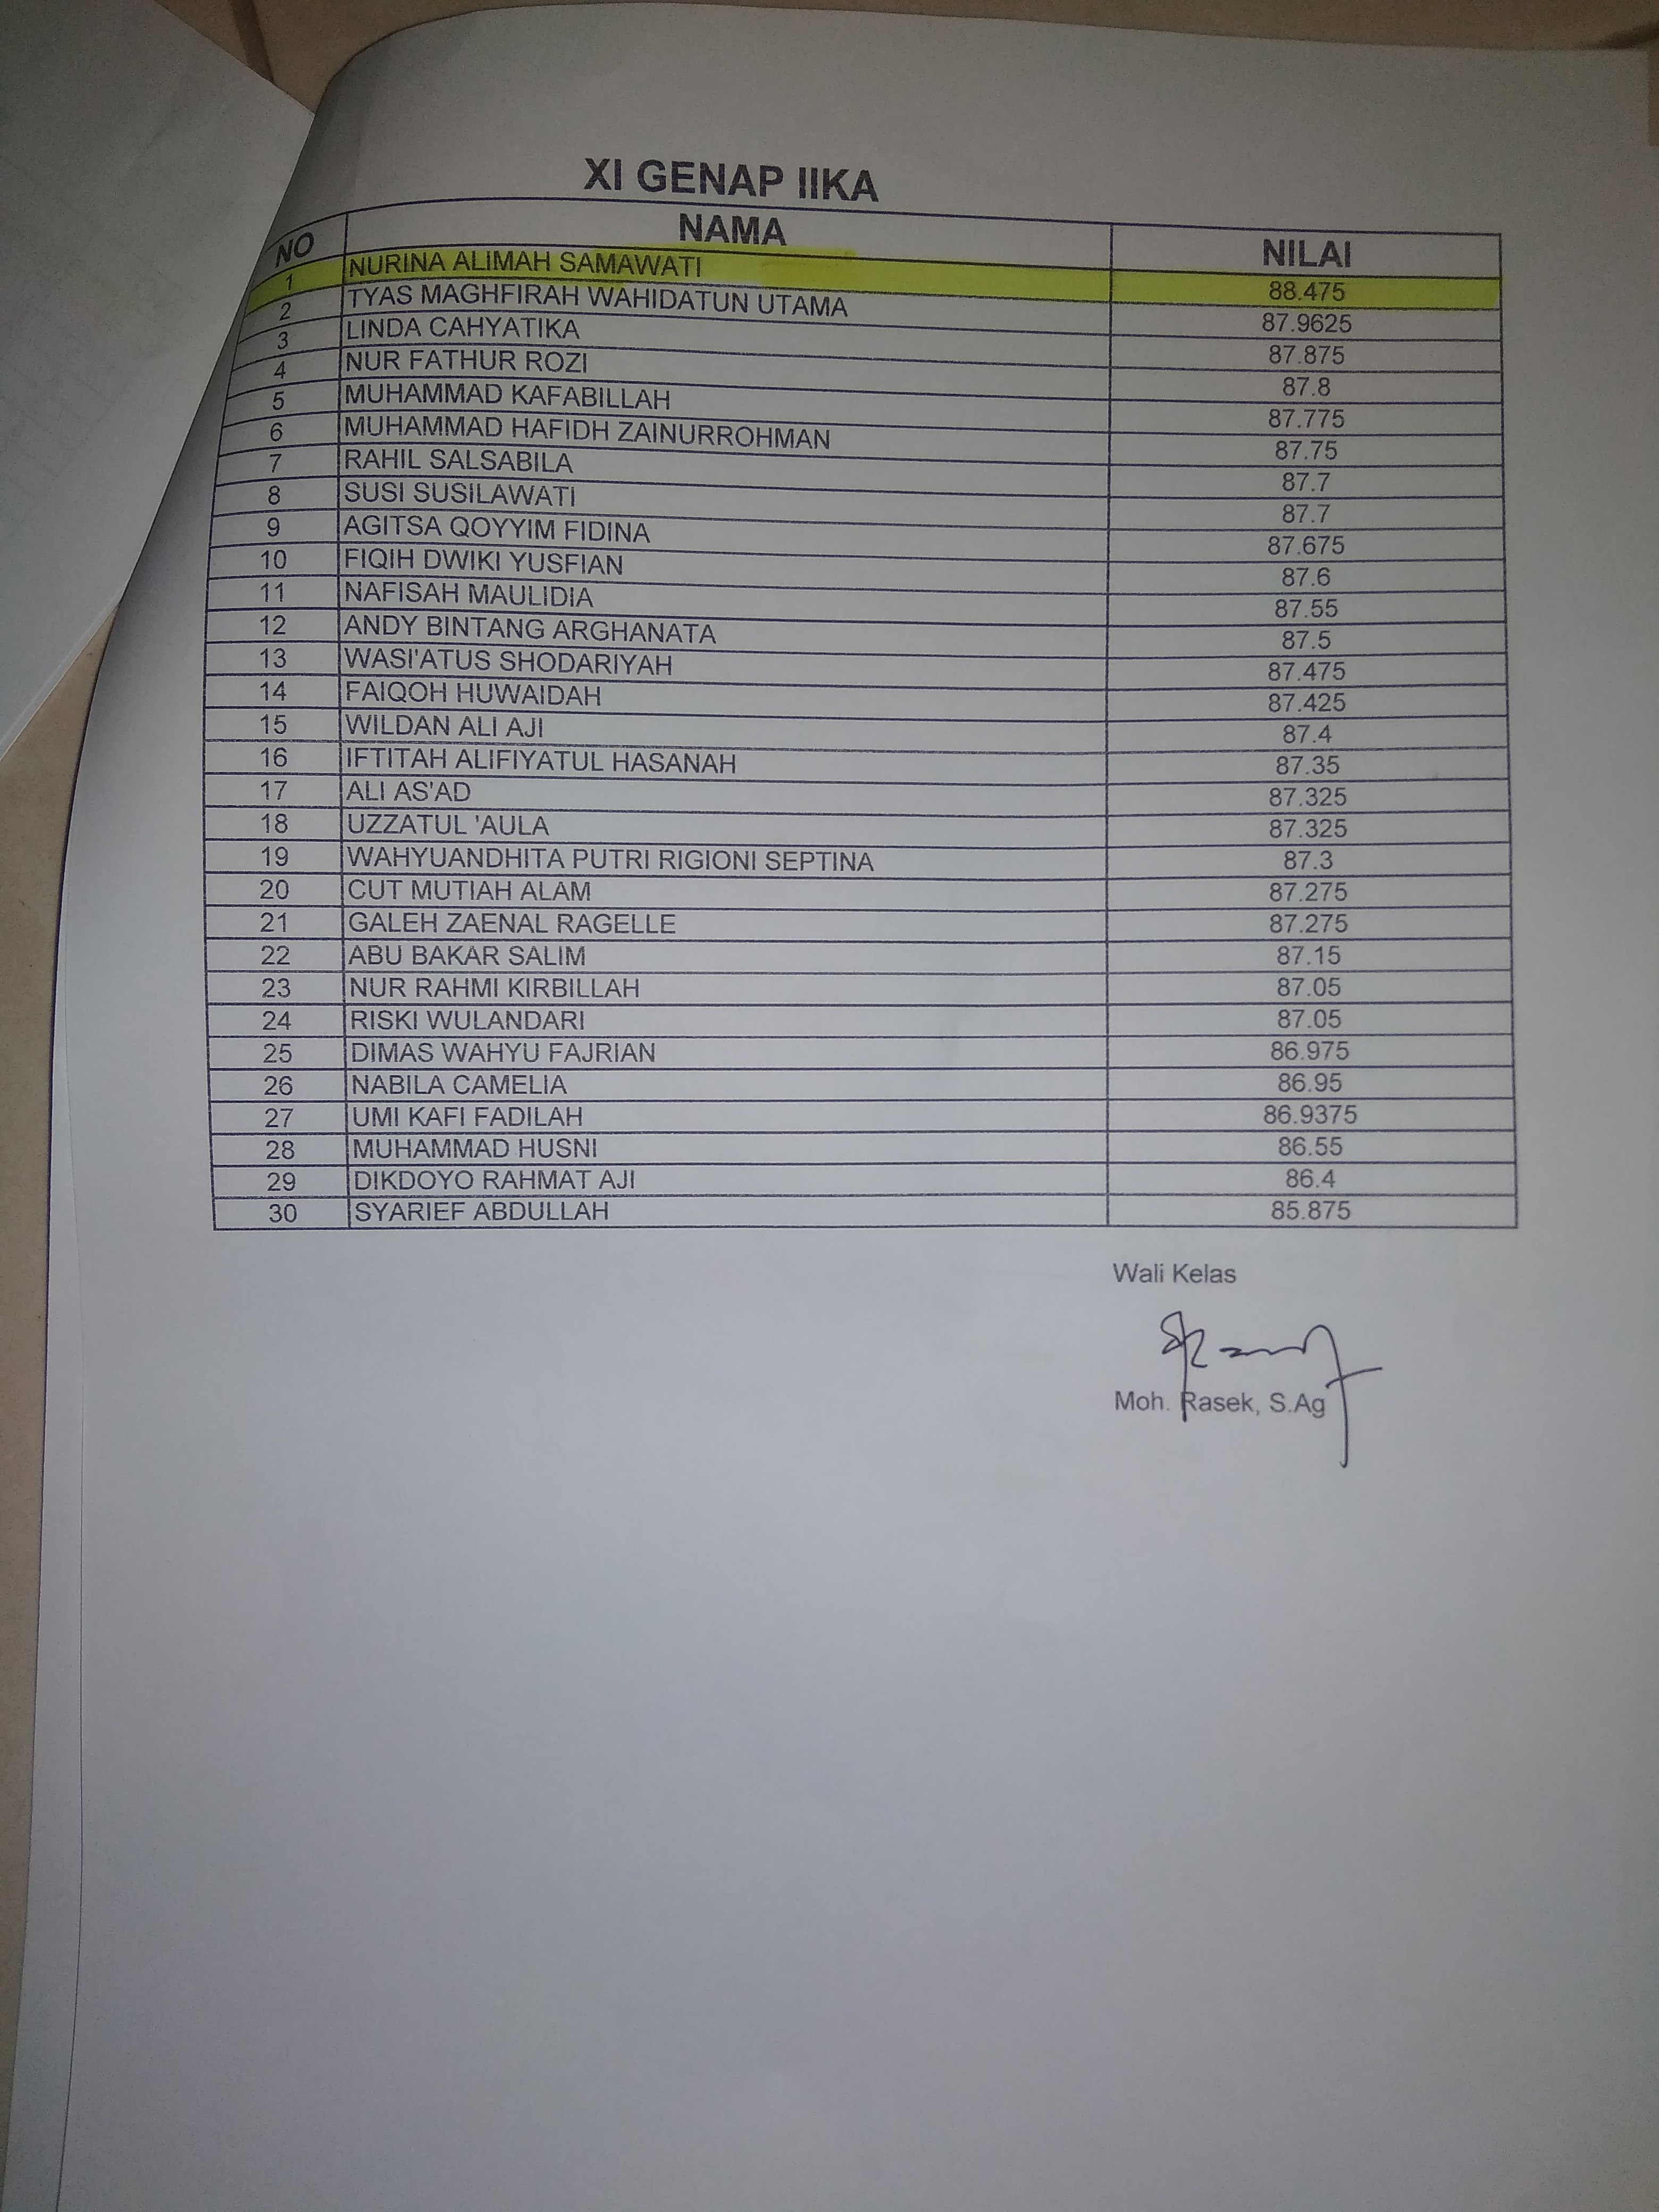 XI GENAP IIKA
NO NAMA NILAI
1 NURINA ALIMAH SAMAWATI 88.475
2 TYAS MAGHFIRAH WAHIDATUN UTAMA 87.9625
3 LINDA CAHYATIKA 87.875
4 NUR FATHUR ROZI 87.8
5 MUHAMMAD KAFABILLAH 87.775
6 MUHAMMAD HAFIDH ZAINURROHMAN 87.75
7 RAHIL SALSABILA 87.7
8 SUSI SUSILAWATI 87.7
9 AGITSA QOYYIM FIDINA 87.675
10 FIQIH DWIKI YUSFIAN 87.6
11 NAFISAH MAULIDIA 87.55
12 ANDY BINTANG ARGHANATA 87.5
13 WASI'ATUS SHODARIYAH 87.475
14 FAIQOH HUWAIDAH 87.425
15 WILDAN ALI AJI 87.4
16 IFTITAH ALIFIYATUL HASANAH 87.35
17 ALI AS'AD 87.325
18 UZZATUL 'AULA 87.325
19 WAHYUANDHITA PUTRI RIGIONI SEPTINA 87.3
20 CUT MUTIAH ALAM 87.275
21 GALEH ZAENAL RAGELLE 87.275
22 ABU BAKAR SALIM 87.15
23 NUR RAHMI KIRBILLAH 87.05
24 RISKI WULANDARI 87.05
25 DIMAS WAHYU FAJRIAN 86.975
26 NABILA CAMELIA 86.95
27 UMI KAFI FADILAH 86.9375
28 MUHAMMAD HUSNI 86.55
29 DIKDOYO RAHMAT AJI 86.4
30 SYARIEF ABDULLAH 85.875
Wali Kelas
Moh. Rasek, S.Ag